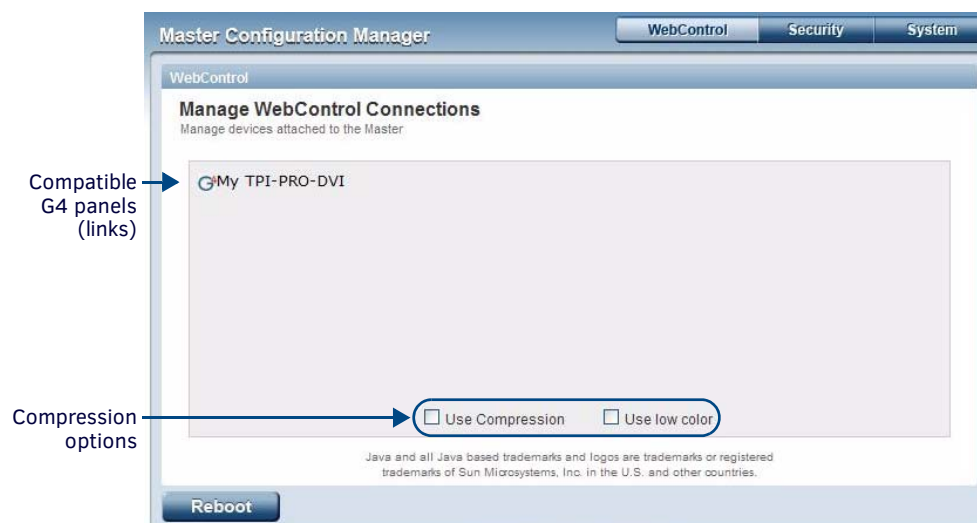 Master Configuration Manager
WebControl
Security
System
WebControl
Manage WebControl Connections
Manage devices attached to the Master
Compatible
G4 panels
(links)
G4 My TPI-PRO-DVI
Compression
options
Use Compression
Use low color
Java and all Java based trademarks and logos are trademarks or registered
trademarks of Sun Microsystems, Inc. in the U.S. and other countries.
Reboot